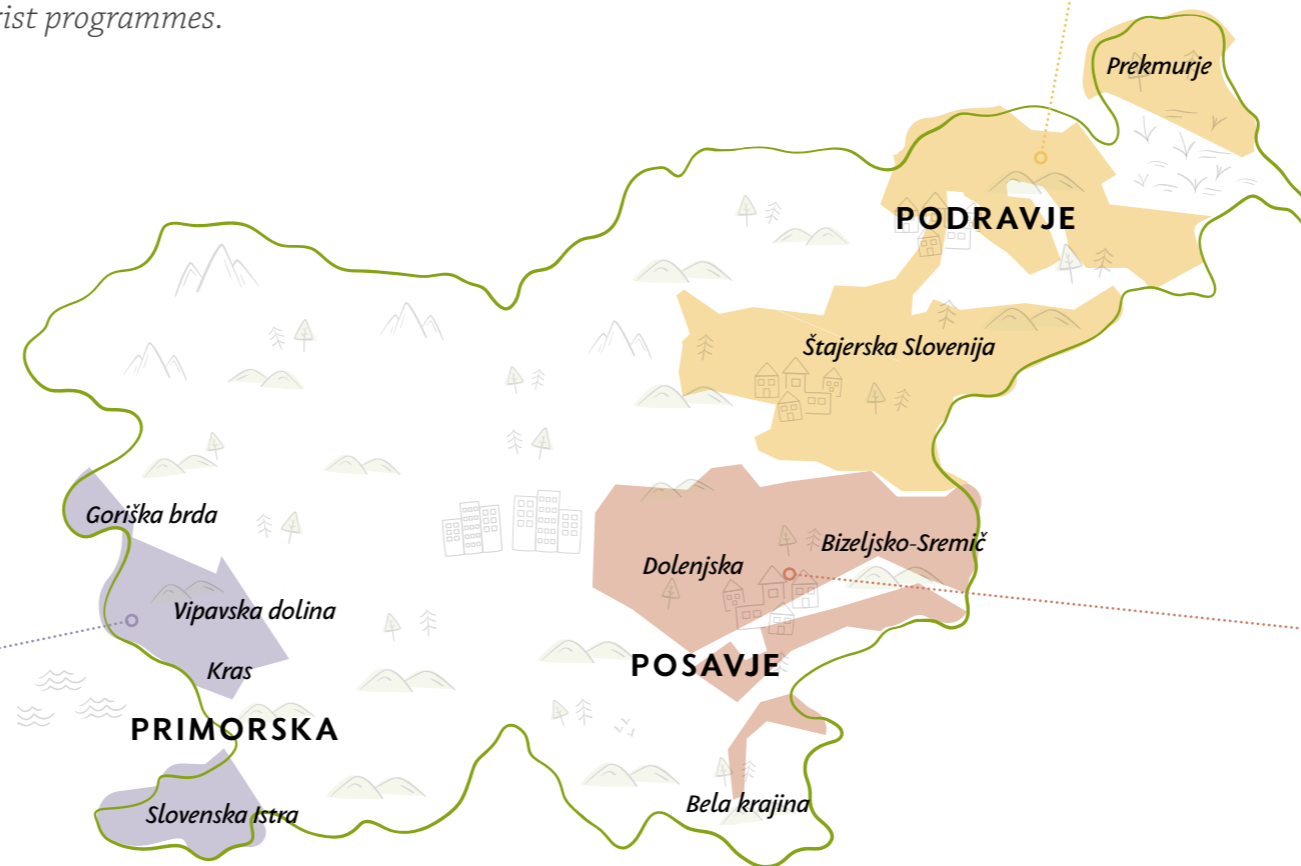 rist programmes.
Prekmurje
PODRAVJE
Štajerska Slovenija
Goriška brda
Bizeljsko-Sremič
Dolenjska
Vipavska dolina
Kras
POSAVJE
PRIMORSKA
Bela krajina
Slovenska Istra